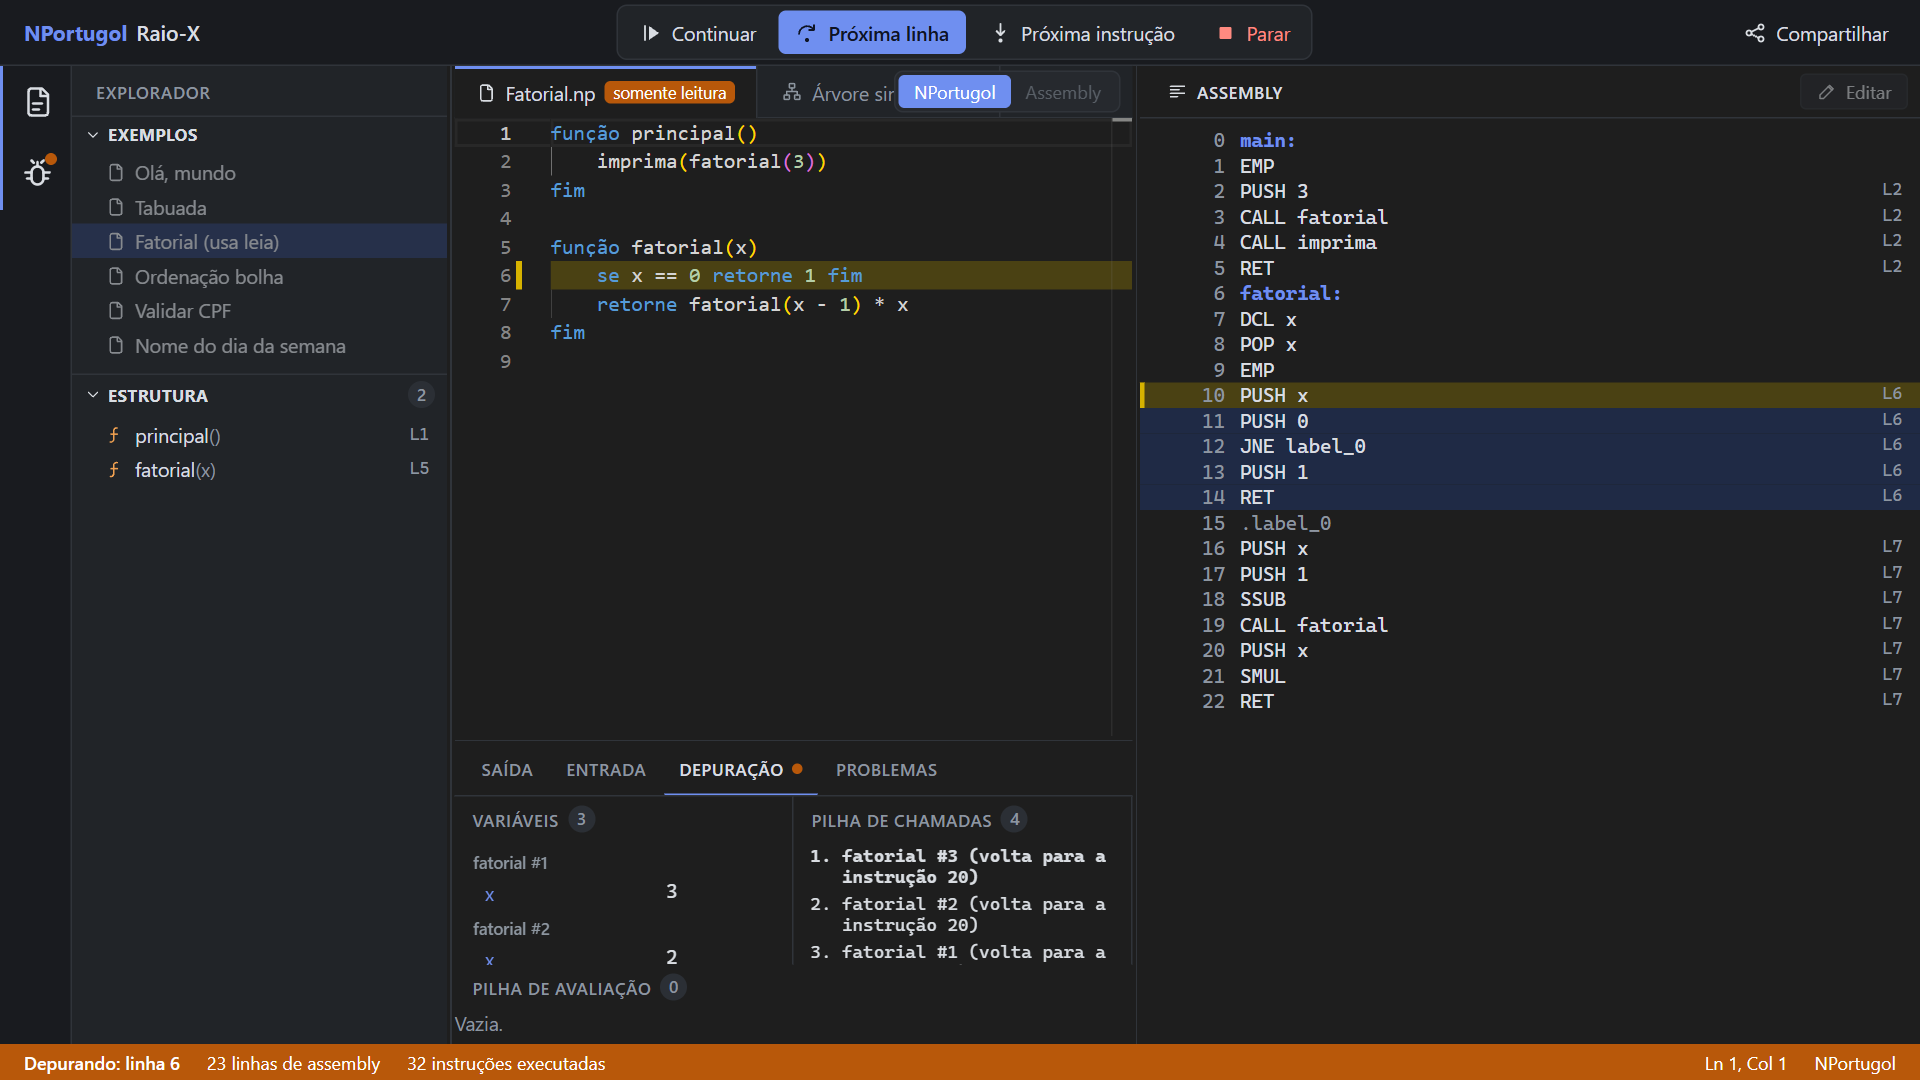 NPortugol Raio-X
Continuar
Próxima linha
Próxima instrução
Parar
Compartilhar
EXPLORADOR
EXEMPLOS
Olá, mundo
Tabuada
Fatorial (usa leia)
Ordenação bolha
Validar CPF
Nome do dia da semana
ESTRUTURA 2
principal() L1
fatorial(x) L5
Fatorial.np somente leitura
Árvore sin
NPortugol
Assembly
1 função principal()
2 imprima(fatorial(3))
3 fim
4
5 função fatorial(x)
6 se x == 0 retorne 1 fim
7 retorne fatorial(x - 1) * x
8 fim
9
SAÍDA
ENTRADA
DEPURAÇÃO
PROBLEMAS
VARIÁVEIS 3
fatorial #1
x 3
fatorial #2
x 2
PILHA DE CHAMADAS 4
1. fatorial #3 (volta para a
instrução 20)
2. fatorial #2 (volta para a
instrução 20)
3. fatorial #1 (volta para a
PILHA DE AVALIAÇÃO 0
Vazia.
ASSEMBLY
Editar
0 main:
1 EMP
2 PUSH 3 L2
3 CALL fatorial L2
4 CALL imprima L2
5 RET L2
6 fatorial:
7 DCL x
8 POP x
9 EMP
10 PUSH x L6
11 PUSH 0 L6
12 JNE label_0 L6
13 PUSH 1 L6
14 RET L6
15 .label_0
16 PUSH x L7
17 PUSH 1 L7
18 SSUB L7
19 CALL fatorial L7
20 PUSH x L7
21 SMUL L7
22 RET L7
Depurando: linha 6
23 linhas de assembly
32 instruções executadas
Ln 1, Col 1
NPortugol